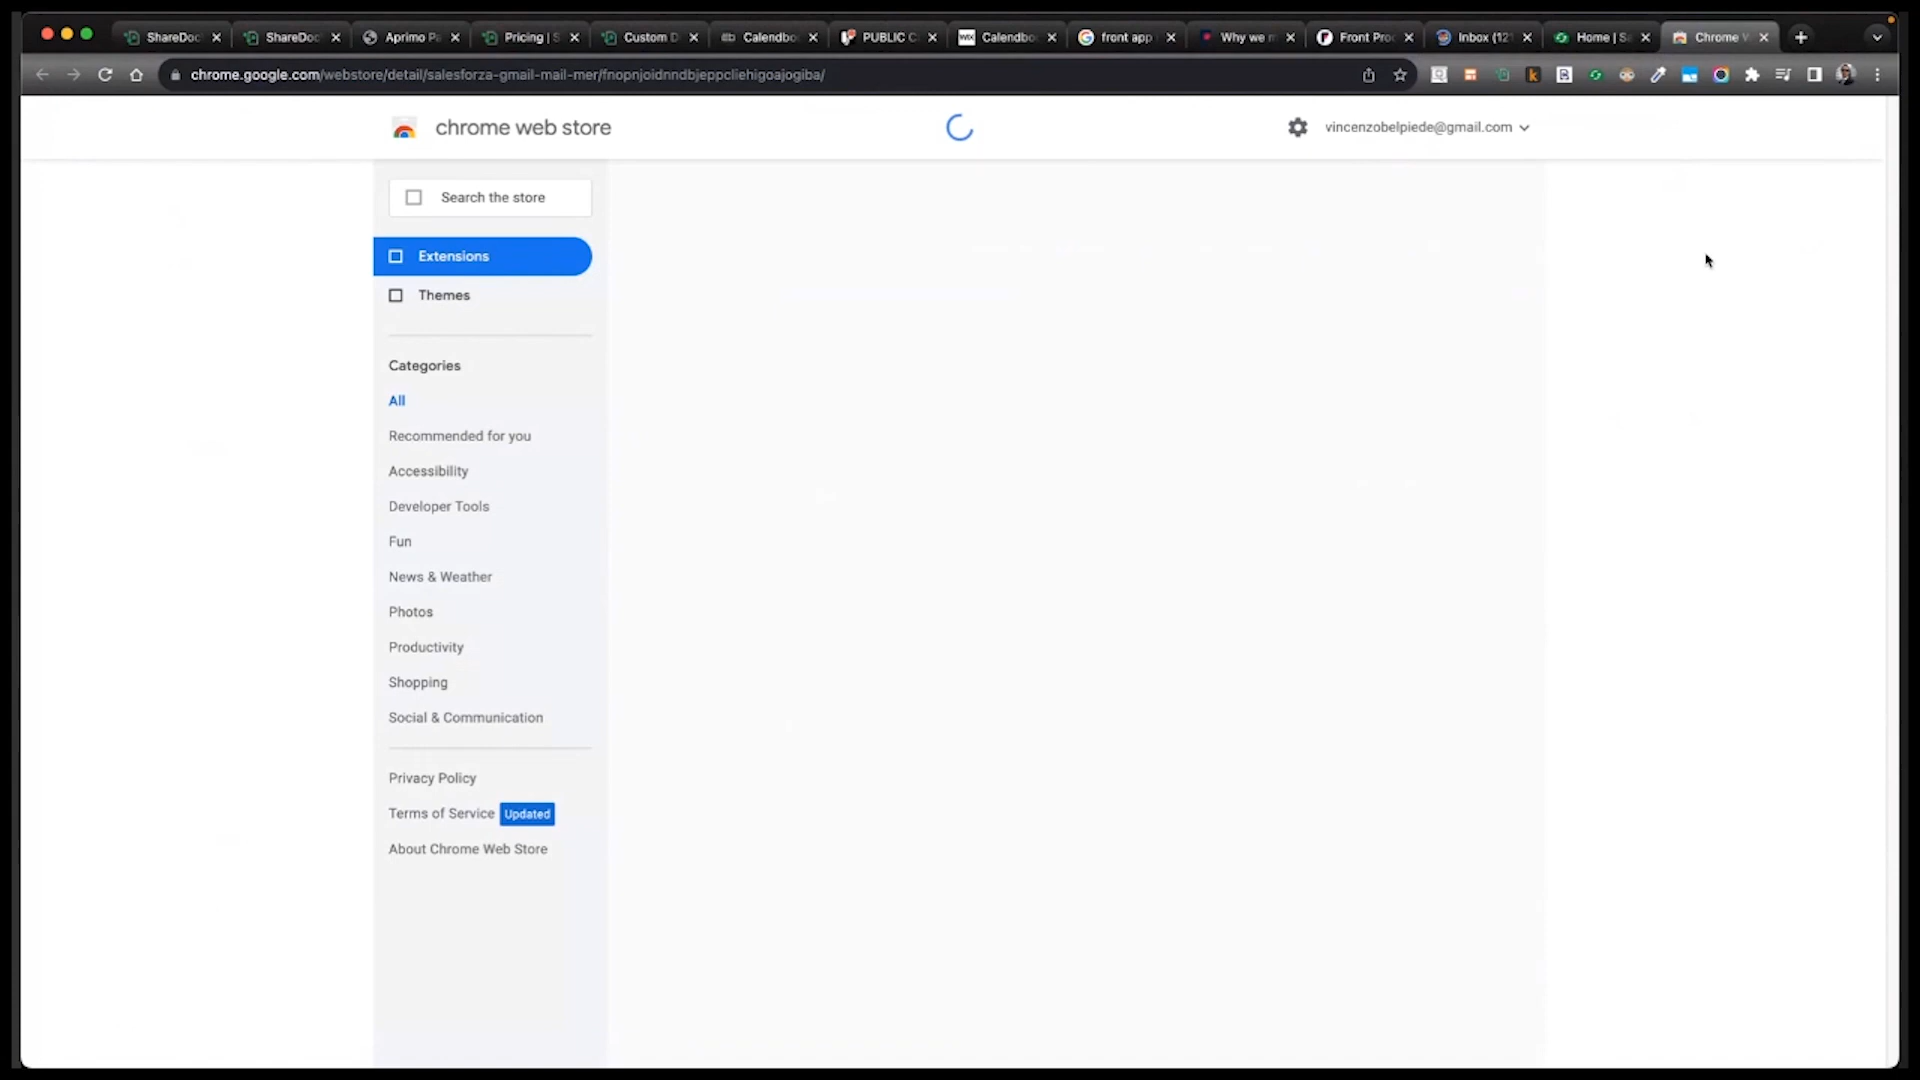 ShareDoc
ShareDoc
Aprimo Pa
Pricing | S
Custom D
Calendbo
PUBLIC C
WIX
Calendbo
front app
Why we m
Front Proc
Inbox (12
Home | S
Chrome W
chrome.google.com/webstore/detail/salesforza-gmail-mail-mer/fnopnjoidnndbjeppcliehigoajogiba/
chrome web store
vincenzobelpiede@gmail.com
Search the store
Extensions
Themes
Categories
All
Recommended for you
Accessibility
Developer Tools
Fun
News & Weather
Photos
Productivity
Shopping
Social & Communication
Privacy Policy
Terms of Service Updated
About Chrome Web Store